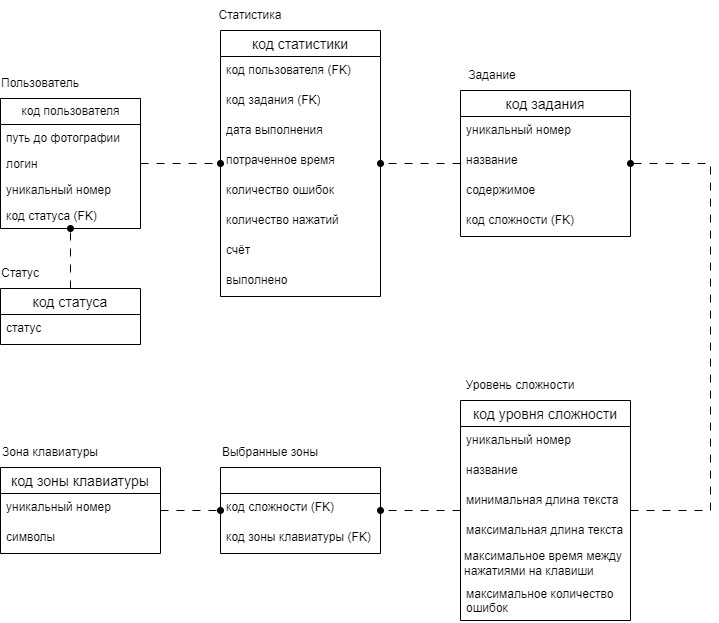 Статистика
код статистики
код пользователя (FK)
код задания (FK)
дата выполнения
потраченное время
количество ошибок
количество нажатий
счёт
выполнено
Задание
код задания
уникальный номер
название
содержимое
код сложности (FK)
Пользователь
код пользователя
путь до фотографии
логин
уникальный номер
код статуса (FK)
Статус
код статуса
статус
Уровень сложности
код уровня сложности
уникальный номер
название
минимальная длина текста
максимальная длина текста
максимальное время между
нажатиями на клавиши
максимальное количество
ошибок
Зона клавиатуры
код зоны клавиатуры
уникальный номер
символы
Выбранные зоны
код сложности (FK)
код зоны клавиатуры (FK)